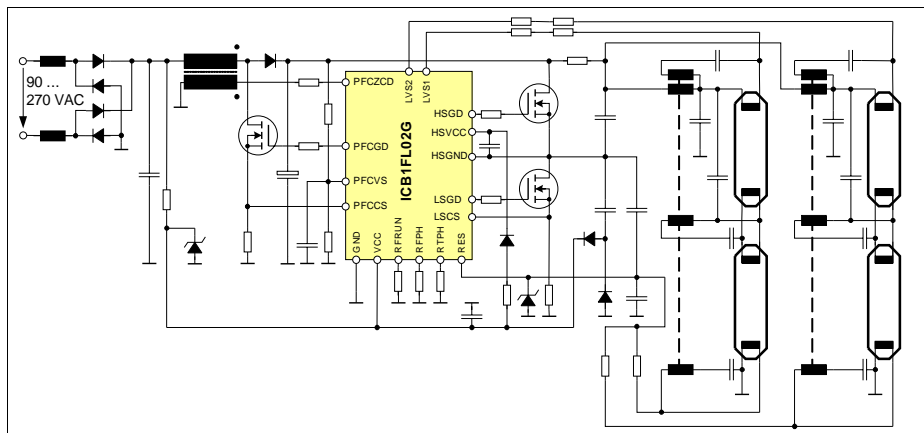 90 ...
270 VAC
PFCZCD
PFCGD
PFCVS
PFCCS
LVS2
LVS1
HSGD
HSVCC
HSGND
LSGD
LSCS
ICB1FL02G
GND
VCC
RFRUN
RFPH
RTPH
RES